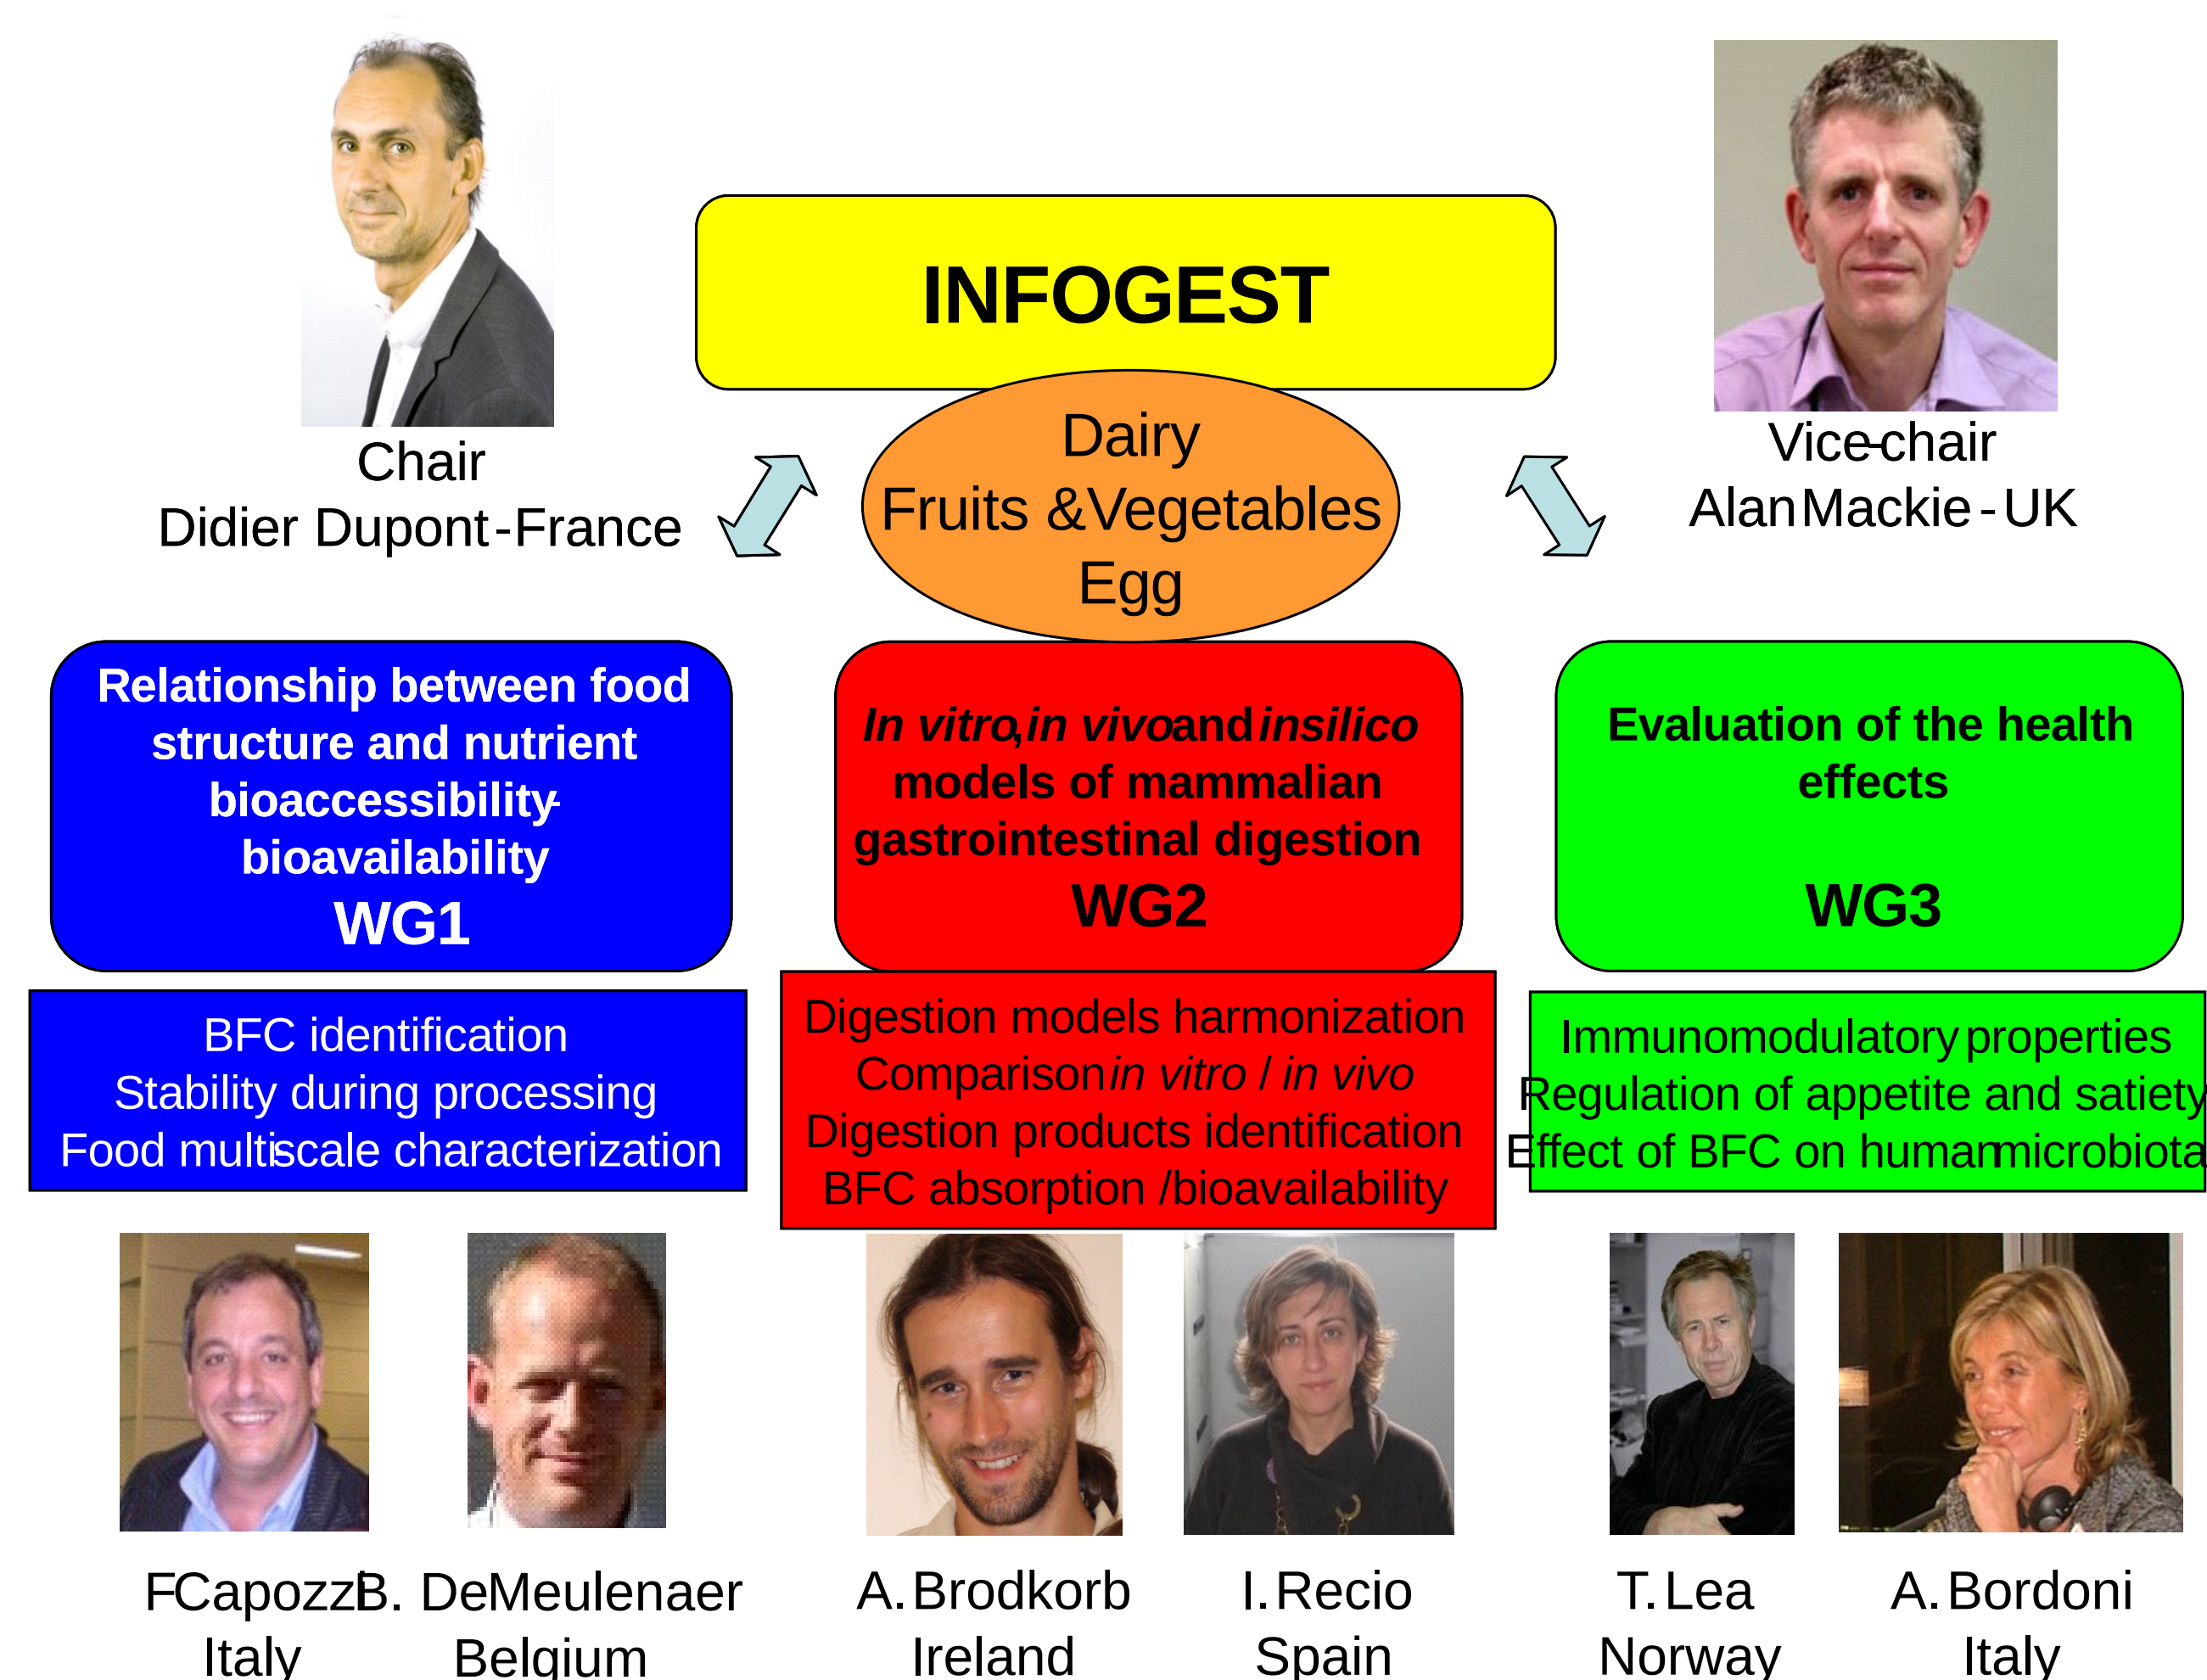 INFOGEST
Chair
Didier Dupont-France
Dairy
Fruits &Vegetables
Egg
Vice-chair
Alan Mackie - UK
Relationship between food
structure and nutrient
bioaccessibility-
bioavailability
WG1
In vitro, in vivo and in silico
models of mammalian
gastrointestinal digestion
WG2
Evaluation of the health
effects
WG3
BFC identification
Stability during processing
Food multi-scale characterization
Digestion models harmonization
Comparison in vitro / in vivo
Digestion products identification
BFC absorption /bioavailability
Immunomodulatory properties
Regulation of appetite and satiety
Effect of BFC on human microbiota
F Capozzi
Italy
B. De Meulenaer
Belgium
A. Brodkorb
Ireland
I. Recio
Spain
T. Lea
Norway
A. Bordoni
Italy